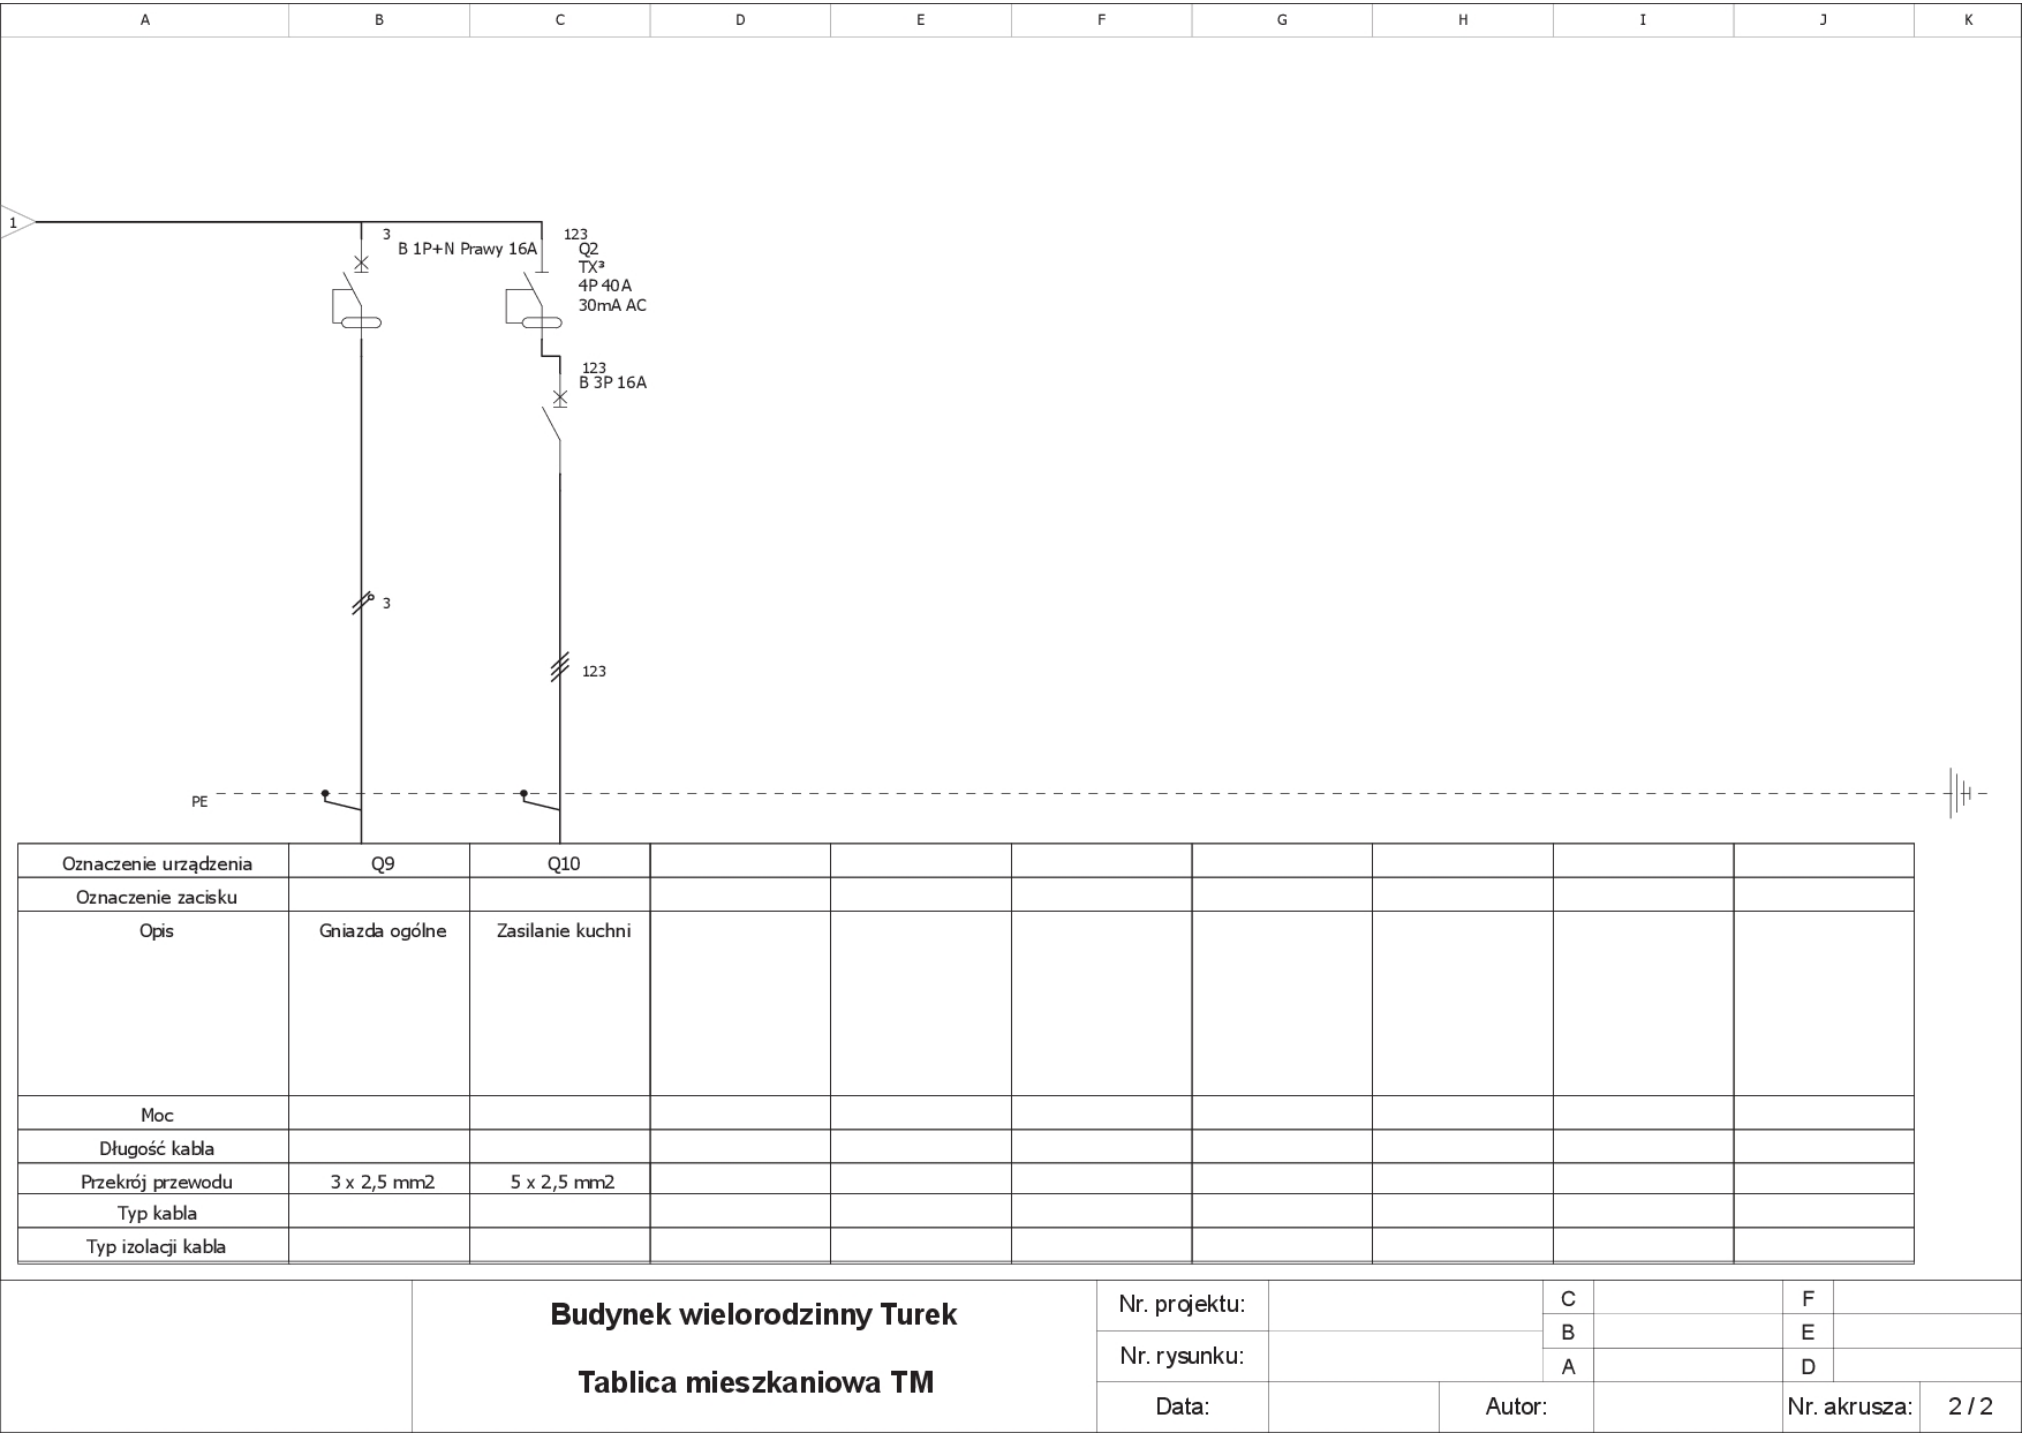 A B C D E F G H I J K
1
3
B 1P+N Prawy 16A
123
Q2
TX³
4P 40A
30mA AC
123
B 3P 16A
3
123
PE
Oznaczenie urządzenia Q9 Q10
Oznaczenie zacisku
Opis Gniazda ogólne Zasilanie kuchni
Moc
Długość kabla
Przekrój przewodu 3 x 2,5 mm2 5 x 2,5 mm2
Typ kabla
Typ izolacji kabla
Budynek wielorodzinny Turek
Tablica mieszkaniowa TM
Nr. projektu: C F
B E
Nr. rysunku: A D
Data: Autor: Nr. akrusza: 2 / 2